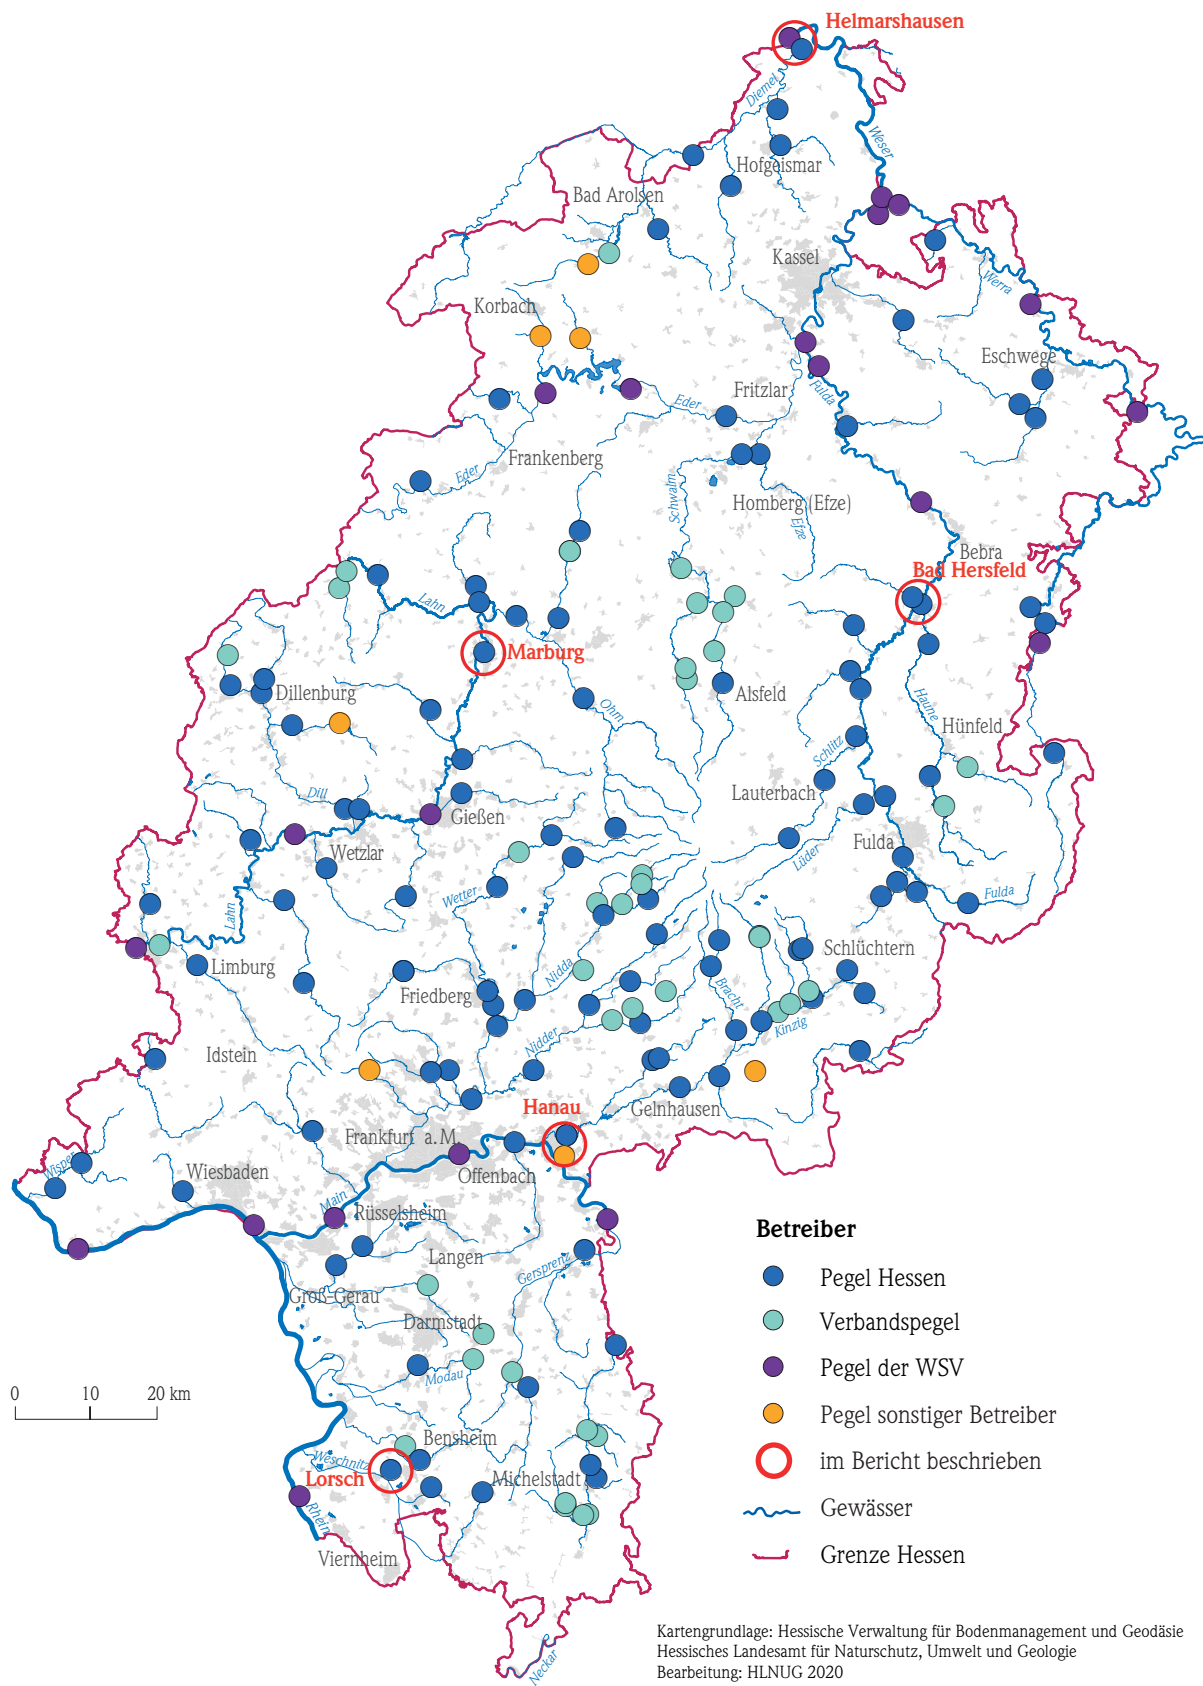 Helmarshausen
Diemel
Weser
Hofgeismar
Bad Arolsen
Kassel
Werra
Korbach
Eschwege
Fritzlar
Eder
Fulda
Frankenberg
Eder
Schwalm
Homberg (Efze)
Efze
Bebra
Bad Hersfeld
Lahn
Marburg
Dillenburg
Alsfeld
Ohm
Haune
Hünfeld
Schlitz
Dill
Lauterbach
Gießen
Wetzlar
Fulda
Lüder
Wetter
Fulda
Lahn
Schlüchtern
Limburg
Nidda
Friedberg
Bracht
Kinzig
Nidder
Idstein
Hanau
Gelnhausen
Frankfurt a.M.
Wisper
Wiesbaden
Offenbach
Main
Rüsselsheim
Langen
Gersprenz
Groß-Gerau
Darmstadt
Modau
Bensheim
Weschnitz
Lorsch
Michelstadt
Rhein
Viernheim
Neckar
0 10 20 km
Betreiber
Pegel Hessen
Verbandspegel
Pegel der WSV
Pegel sonstiger Betreiber
im Bericht beschrieben
Gewässer
Grenze Hessen
Kartengrundlage: Hessische Verwaltung für Bodenmanagement und Geodäsie
Hessisches Landesamt für Naturschutz, Umwelt und Geologie
Bearbeitung: HLNUG 2020